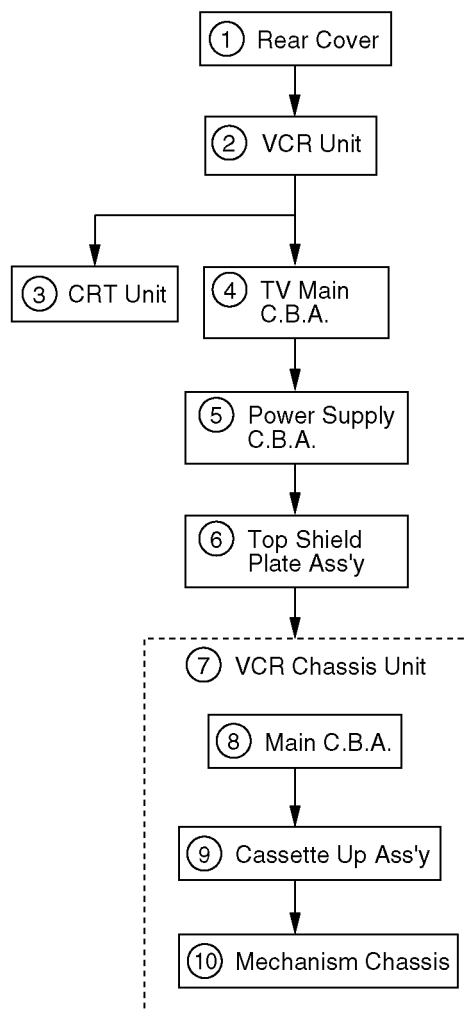 1 Rear Cover
2 VCR Unit
3 CRT Unit
4 TV Main
C.B.A.
5 Power Supply
C.B.A.
6 Top Shield
Plate Ass'y
7 VCR Chassis Unit
8 Main C.B.A.
9 Cassette Up Ass'y
10 Mechanism Chassis